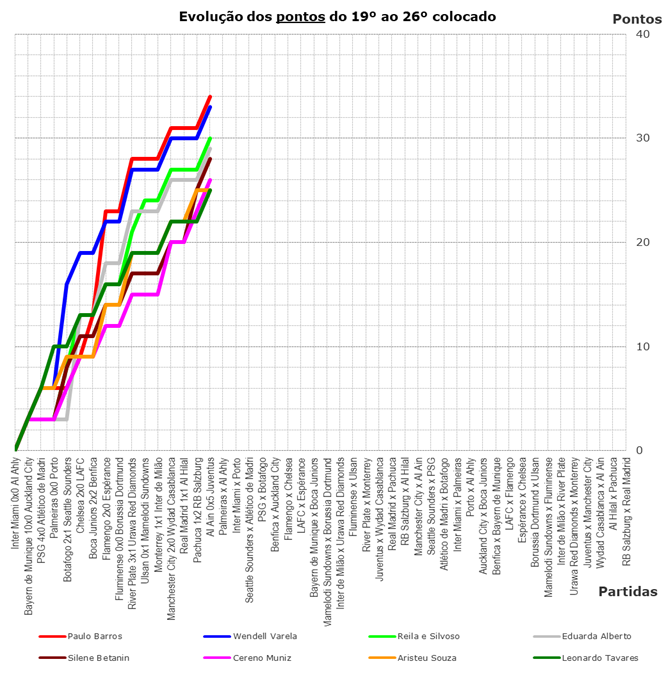 Evolução dos pontos do 19º ao 26º colocado
Pontos
40
30
20
10
0
Inter Miami 0x0 Al Ahly
Bayern de Munique 10x0 Auckland City
PSG 4x0 Atlético de Madri
Palmeiras 0x0 Porto
Botafogo 2x1 Seattle Sounders
Chelsea 2x0 LAFC
Boca Juniors 2x2 Benfica
Flamengo 2x0 Espérance
Fluminense 0x0 Borussia Dortmund
River Plate 3x1 Urawa Red Diamonds
Ulsan 0x1 Mamelodi Sundowns
Monterrey 1x1 Inter de Milão
Manchester City 2x0 Wydad Casablanca
Real Madrid 1x1 Al Hilal
Pachuca 1x2 RB Salzburg
Al Ain 0x5 Juventus
Palmeiras x Al Ahly
Inter Miami x Porto
Seattle Sounders x Atlético de Madri
PSG x Botafogo
Benfica x Auckland City
Flamengo x Chelsea
LAFC x Espérance
Bayern de Munique x Boca Juniors
Mamelodi Sundowns x Borussia Dortmund
Inter de Milão x Urawa Red Diamonds
Fluminense x Ulsan
River Plate x Monterrey
Juventus x Wydad Casablanca
Real Madrid x Pachuca
RB Salzburg x Al Hilal
Manchester City x Al Ain
Seattle Sounders x PSG
Atlético de Madri x Botafogo
Inter Miami x Palmeiras
Porto x Al Ahly
Auckland City x Boca Juniors
Benfica x Bayern de Munique
LAFC x Flamengo
Espérance x Chelsea
Borussia Dortmund x Ulsan
Mamelodi Sundowns x Fluminense
Inter de Milão x River Plate
Urawa Red Diamonds x Monterrey
Juventus x Manchester City
Wydad Casablanca x Al Ain
Al Hilal x Pachuca
RB Salzburg x Real Madrid
Partidas
Paulo Barros
Wendell Varela
Reila e Silvoso
Eduarda Alberto
Silene Betanin
Cereno Muniz
Aristeu Souza
Leonardo Tavares